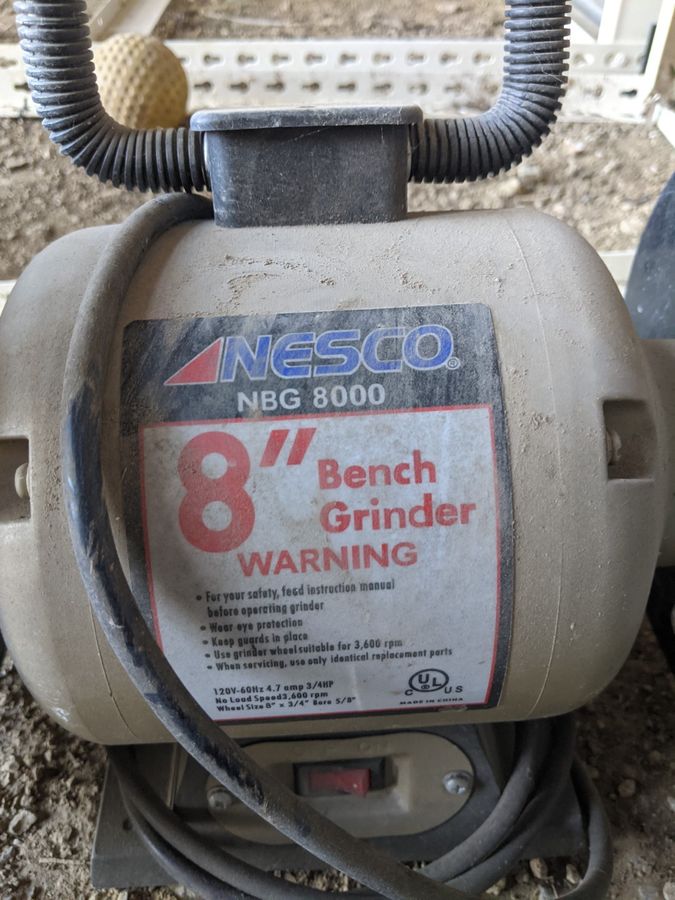 NESCO®
NBG 8000
8" Bench
Grinder
WARNING
• For your safety, fead instruction manual
before operating grinder
• Wear eye protection
• Keep guards in place
• Use grinder wheel suitable for 3,600 rpm
• When servicing, use only identical replacement parts
120V-60Hz 4.7 amp 3/4HP
No Load Speed3,600 rpm
Wheel Size 8" x 3/4" Bore 5/8"
C UL US
®
MADE IN CHINA